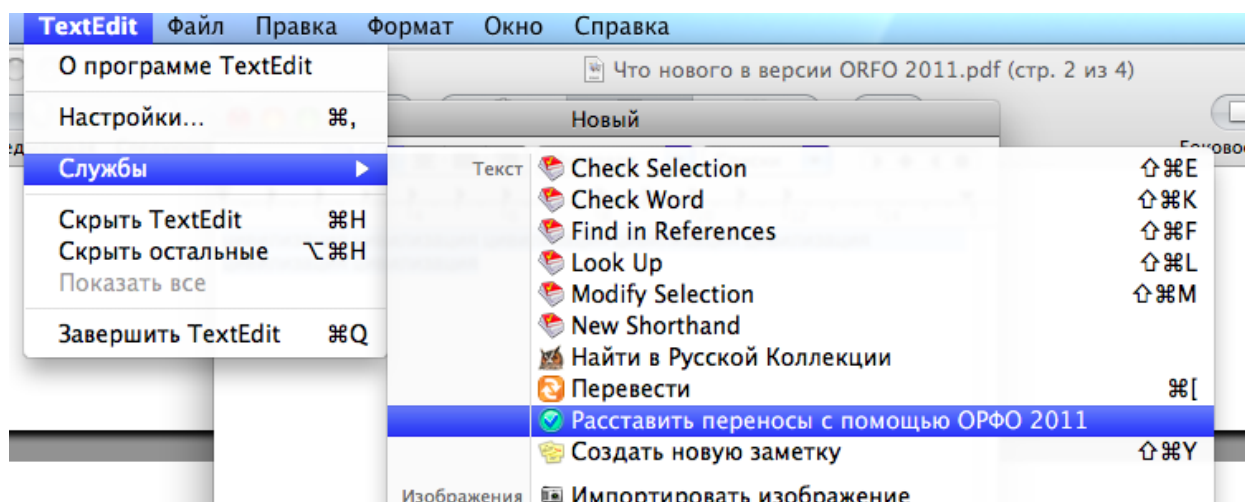 TextEdit Файл Правка Формат Окно Справка
О программе TextEdit
Что нового в версии ORFO 2011.pdf (стр. 2 из 4)
Настройки... ⌘,
Новый
Службы
Текст Check Selection ⇧⌘E
Check Word ⇧⌘K
Скрыть TextEdit ⌘H
Find in References ⇧⌘F
Скрыть остальные ⌥⌘H
Look Up ⇧⌘L
Показать все
Modify Selection ⇧⌘M
New Shorthand
Завершить TextEdit ⌘Q
Найти в Русской Коллекции
Перевести ⌘[
Расставить переносы с помощью ОРФО 2011
Создать новую заметку ⇧⌘Y
Изображения Импортировать изображение